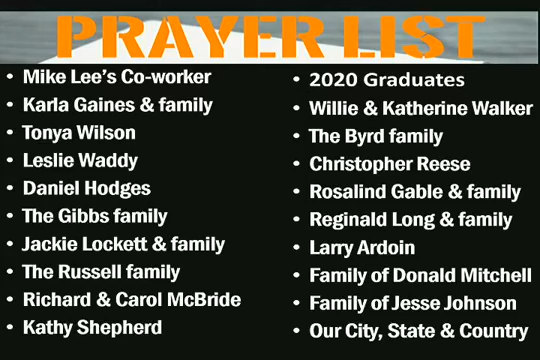 PRAYER LIST
• Mike Lee's Co-worker
• Karla Gaines & family
• Tonya Wilson
• Leslie Waddy
• Daniel Hodges
• The Gibbs family
• Jackie Lockett & family
• The Russell family
• Richard & Carol McBride
• Kathy Shepherd
• 2020 Graduates
• Willie & Katherine Walker
• The Byrd family
• Christopher Reese
• Rosalind Gable & family
• Reginald Long & family
• Larry Ardoin
• Family of Donald Mitchell
• Family of Jesse Johnson
• Our City, State & Country